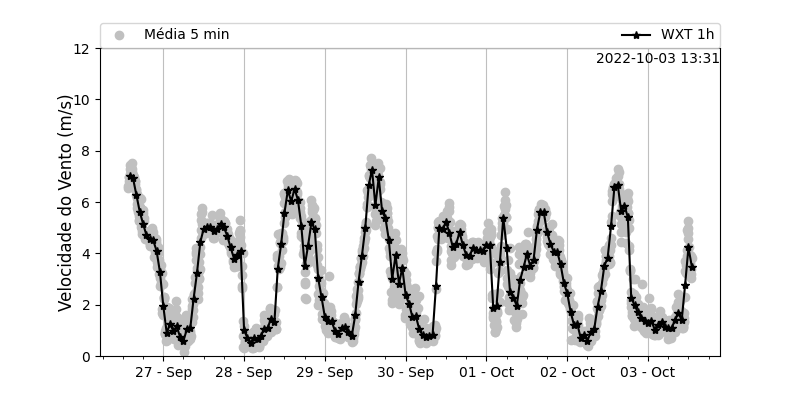 Média 5 min
WXT 1h
2022-10-03 13:31
Velocidade do Vento (m/s)
12
10
8
6
4
2
0
27 - Sep
28 - Sep
29 - Sep
30 - Sep
01 - Oct
02 - Oct
03 - Oct